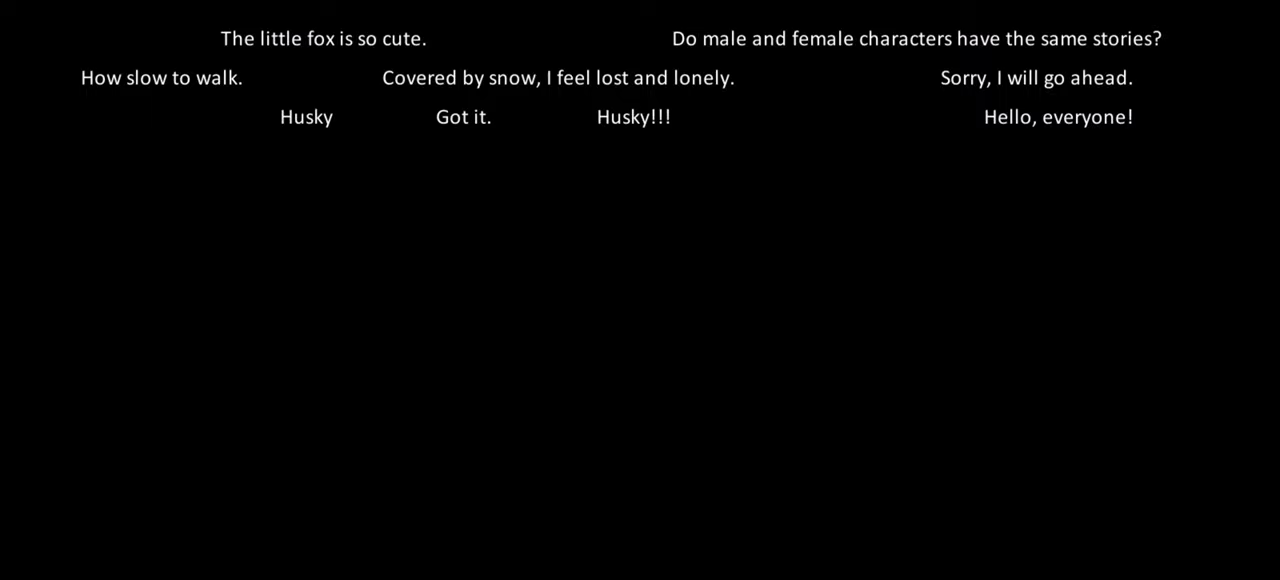 The little fox is so cute. Do male and female characters have the same stories?
How slow to walk. Covered by snow, I feel lost and lonely. Sorry, I will go ahead.
Husky Got it. Husky!!! Hello, everyone!